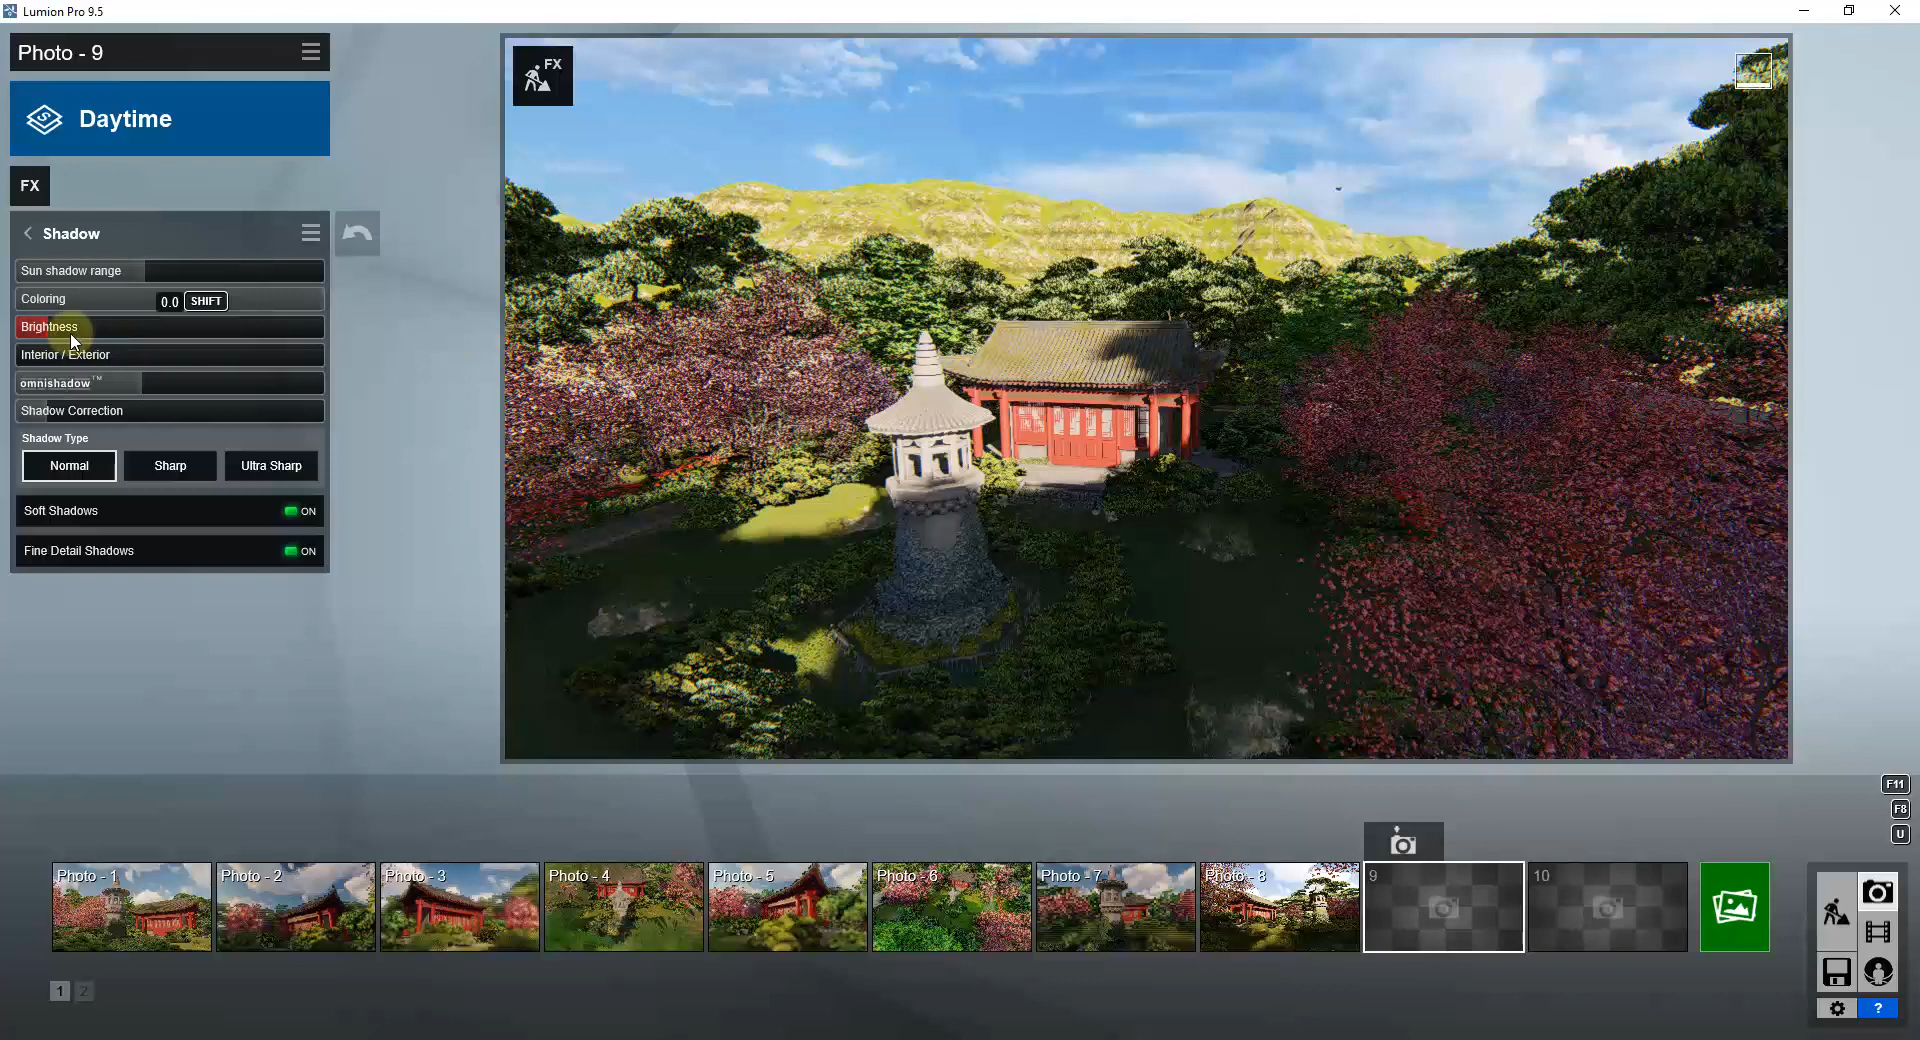 Lumion Pro 9.5
Photo - 9
Daytime
FX
Shadow
Sun shadow range
Coloring
0.0 SHIFT
Brightness
Interior / Exterior
omnishadow™
Shadow Correction
Shadow Type
Normal Sharp Ultra Sharp
Soft Shadows ON
Fine Detail Shadows ON
FX
F11
F8
U
Photo - 1 Photo - 2 Photo - 3 Photo - 4 Photo - 5 Photo - 6 Photo - 7 Photo - 8 9 10
1 2
?